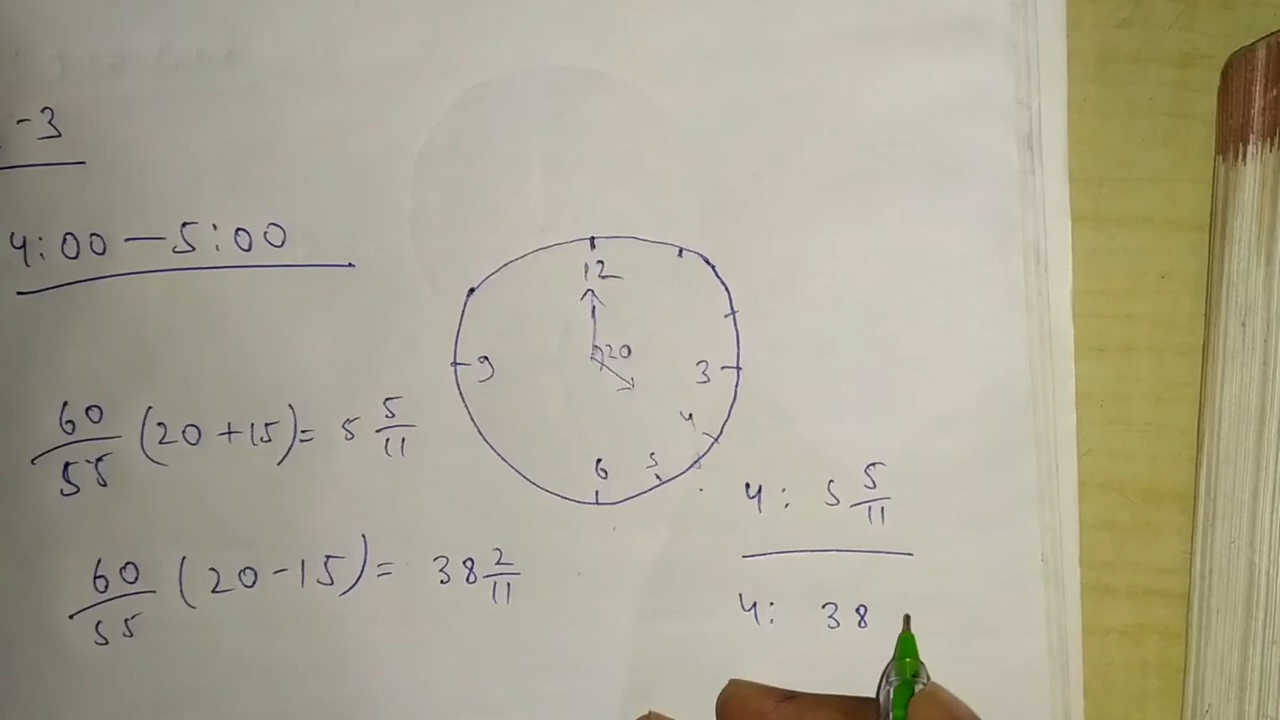 -3
4:00 — 5:00
12
20
9
3
4
5
6
60/55 (20+15) = 5 5/11
60/55 (20-15) = 38 2/11
4: 5 5/11
4: 38